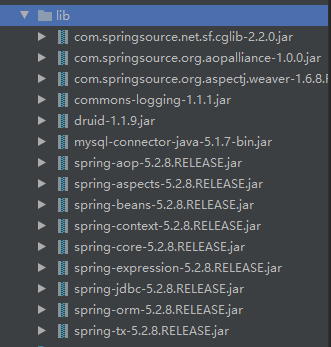 lib
com.springsource.net.sf.cglib-2.2.0.jar
com.springsource.org.aopalliance-1.0.0.jar
com.springsource.org.aspectj.weaver-1.6.8.R
commons-logging-1.1.1.jar
druid-1.1.9.jar
mysql-connector-java-5.1.7-bin.jar
spring-aop-5.2.8.RELEASE.jar
spring-aspects-5.2.8.RELEASE.jar
spring-beans-5.2.8.RELEASE.jar
spring-context-5.2.8.RELEASE.jar
spring-core-5.2.8.RELEASE.jar
spring-expression-5.2.8.RELEASE.jar
spring-jdbc-5.2.8.RELEASE.jar
spring-orm-5.2.8.RELEASE.jar
spring-tx-5.2.8.RELEASE.jar